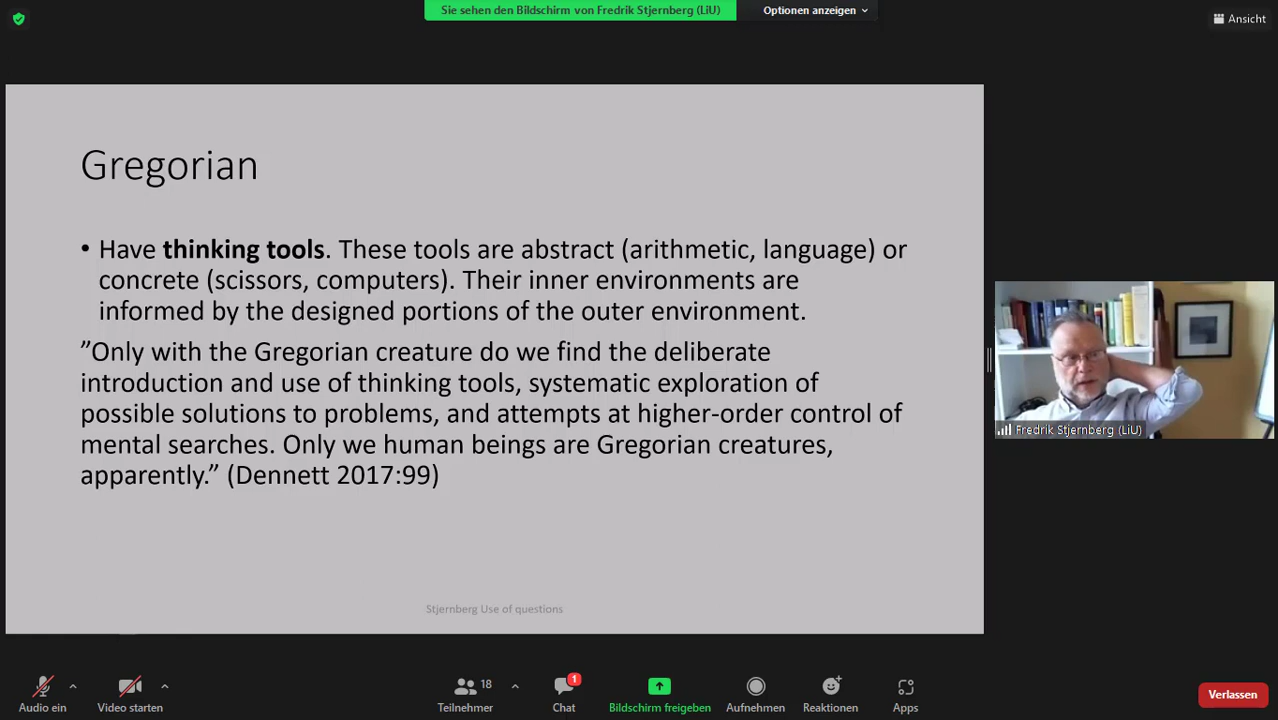 Sie sehen den Bildschirm von Fredrik Stjernberg (LiU)
Optionen anzeigen
Ansicht
Gregorian
• Have thinking tools. These tools are abstract (arithmetic, language) or
concrete (scissors, computers). Their inner environments are
informed by the designed portions of the outer environment.
”Only with the Gregorian creature do we find the deliberate
introduction and use of thinking tools, systematic exploration of
possible solutions to problems, and attempts at higher-order control of
mental searches. Only we human beings are Gregorian creatures,
apparently.” (Dennett 2017:99)
Stjernberg Use of questions
Fredrik Stjernberg (LiU)
18
1
Audio ein
Video starten
Teilnehmer
Chat
Bildschirm freigeben
Aufnehmen
Reaktionen
Apps
Verlassen